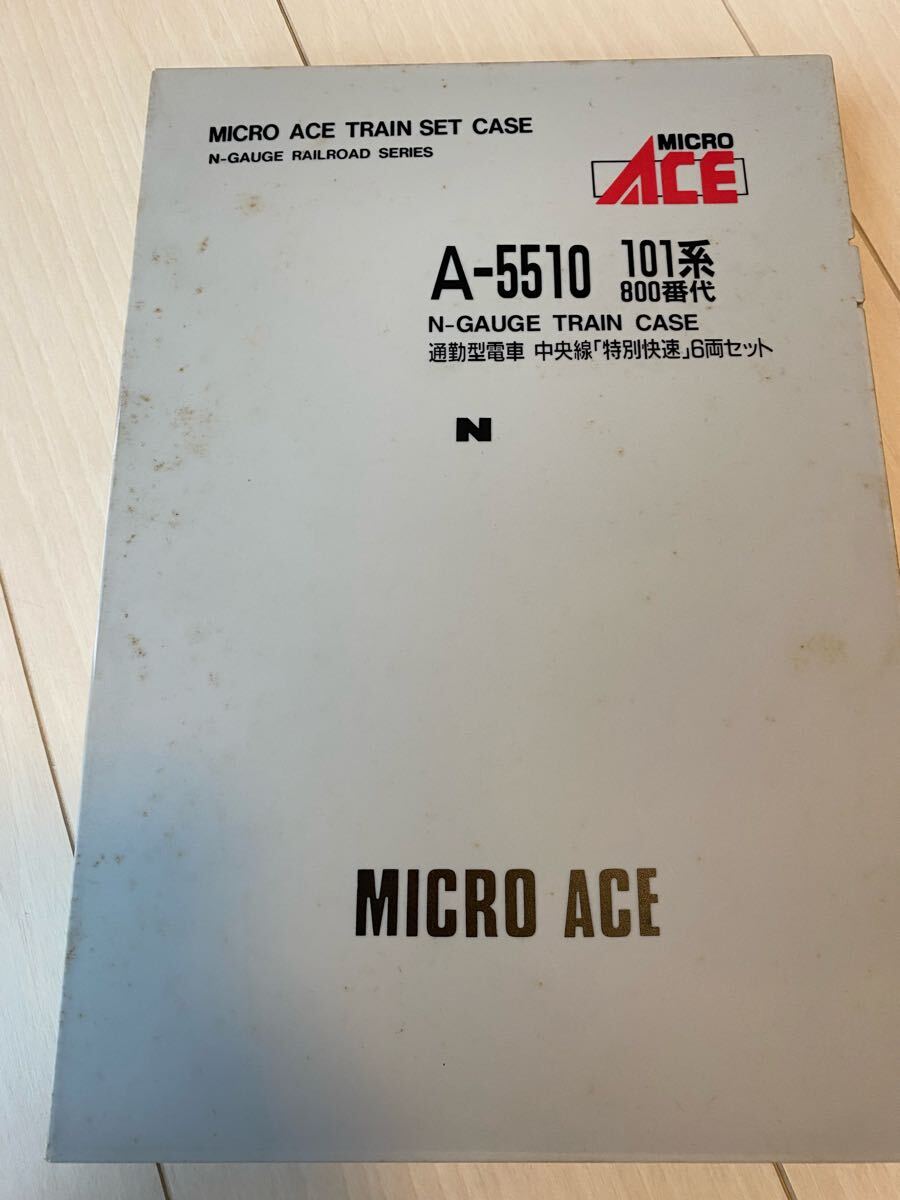 MICRO ACE TRAIN SET CASE
N-GAUGE RAILROAD SERIES
MICRO
ACE
A-5510 101系
800番代
N-GAUGE TRAIN CASE
通勤型電車 中央線「特別快速」6両セット
N
MICRO ACE